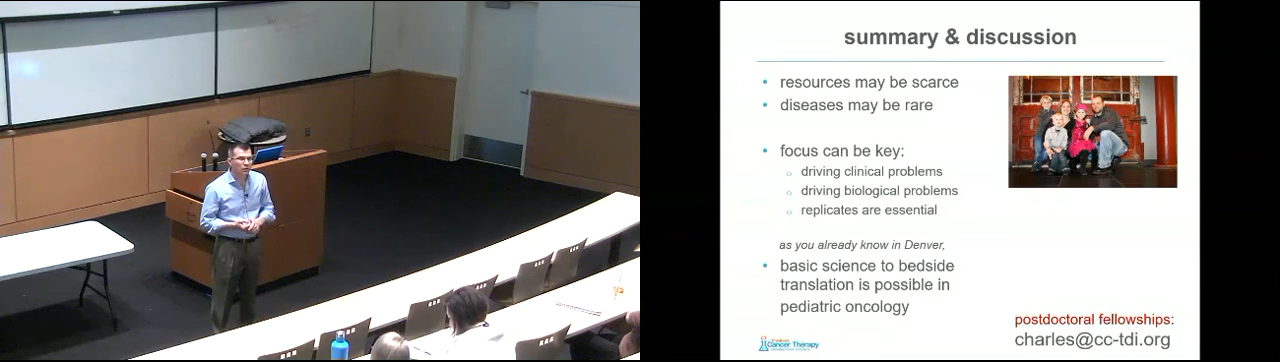 summary & discussion
• resources may be scarce
• diseases may be rare
• focus can be key:
o driving clinical problems
o driving biological problems
o replicates are essential
as you already know in Denver,
• basic science to bedside
translation is possible in
pediatric oncology
Cancer Therapy
postdoctoral fellowships:
charles@cc-tdi.org